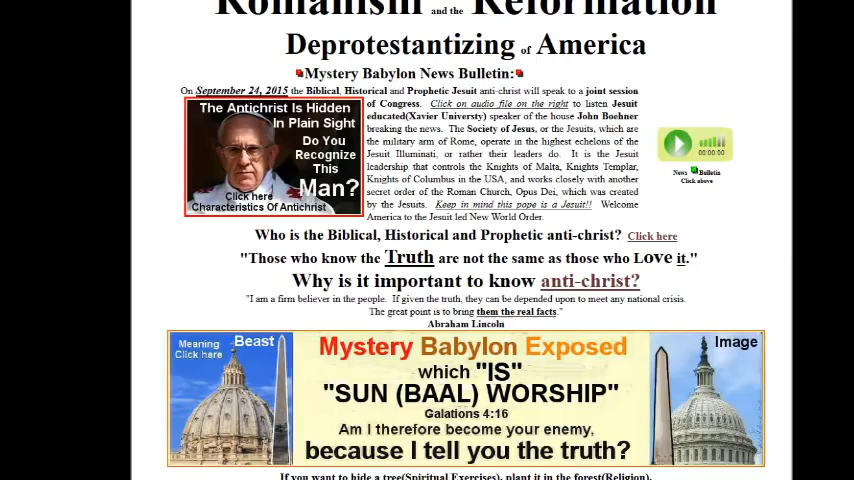 Romanism and the Reformation
Deprotestantizing of America
Mystery Babylon News Bulletin:
On September 24, 2015 the Biblical, Historical and Prophetic Jesuit anti-christ will speak to a joint session
of Congress. Click on audio file on the right to listen Jesuit
educated(Xavier Universty) speaker of the house John Boehner
breaking the news. The Society of Jesus, or the Jesuits, which are
the military arm of Rome, operate in the highest echelons of the
Jesuit Illuminati, or rather their leaders do. It is the Jesuit
leadership that controls the Knights of Malta, Knights Templar,
Knights of Columbus in the USA, and works closely with another
secret order of the Roman Church, Opus Dei, which was created
by the Jesuits. Keep in mind this pope is a Jesuit!! Welcome
America to the Jesuit led New World Order.
The Antichrist Is Hidden
In Plain Sight
Do You
Recognize
This
Man?
Click here
Characteristics Of Antichrist
00:00:00
News Bulletin
Click above
Who is the Biblical, Historical and Prophetic anti-christ? Click here
"Those who know the Truth are not the same as those who Love it."
Why is it important to know anti-christ?
"I am a firm believer in the people. If given the truth, they can be depended upon to meet any national crisis.
The great point is to bring them the real facts."
Abraham Lincoln
Meaning
Click here
Beast
Mystery Babylon Exposed
which "IS"
"SUN (BAAL) WORSHIP"
Galations 4:16
Am I therefore become your enemy,
because I tell you the truth?
Image
If you want to hide a tree(Spiritual Exercises), plant it in the forest(Religion).